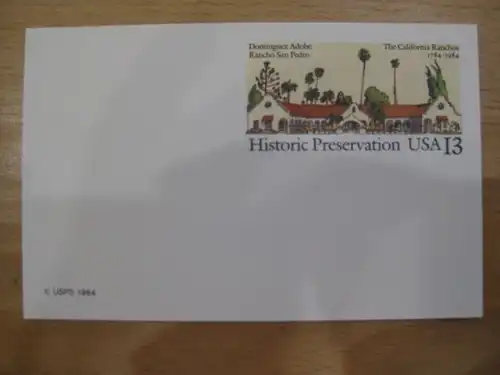 Dominguez Adobe
Rancho San Pedro
The California Ranchos
1784-1984
Historic Preservation USA 13
© USPS 1984